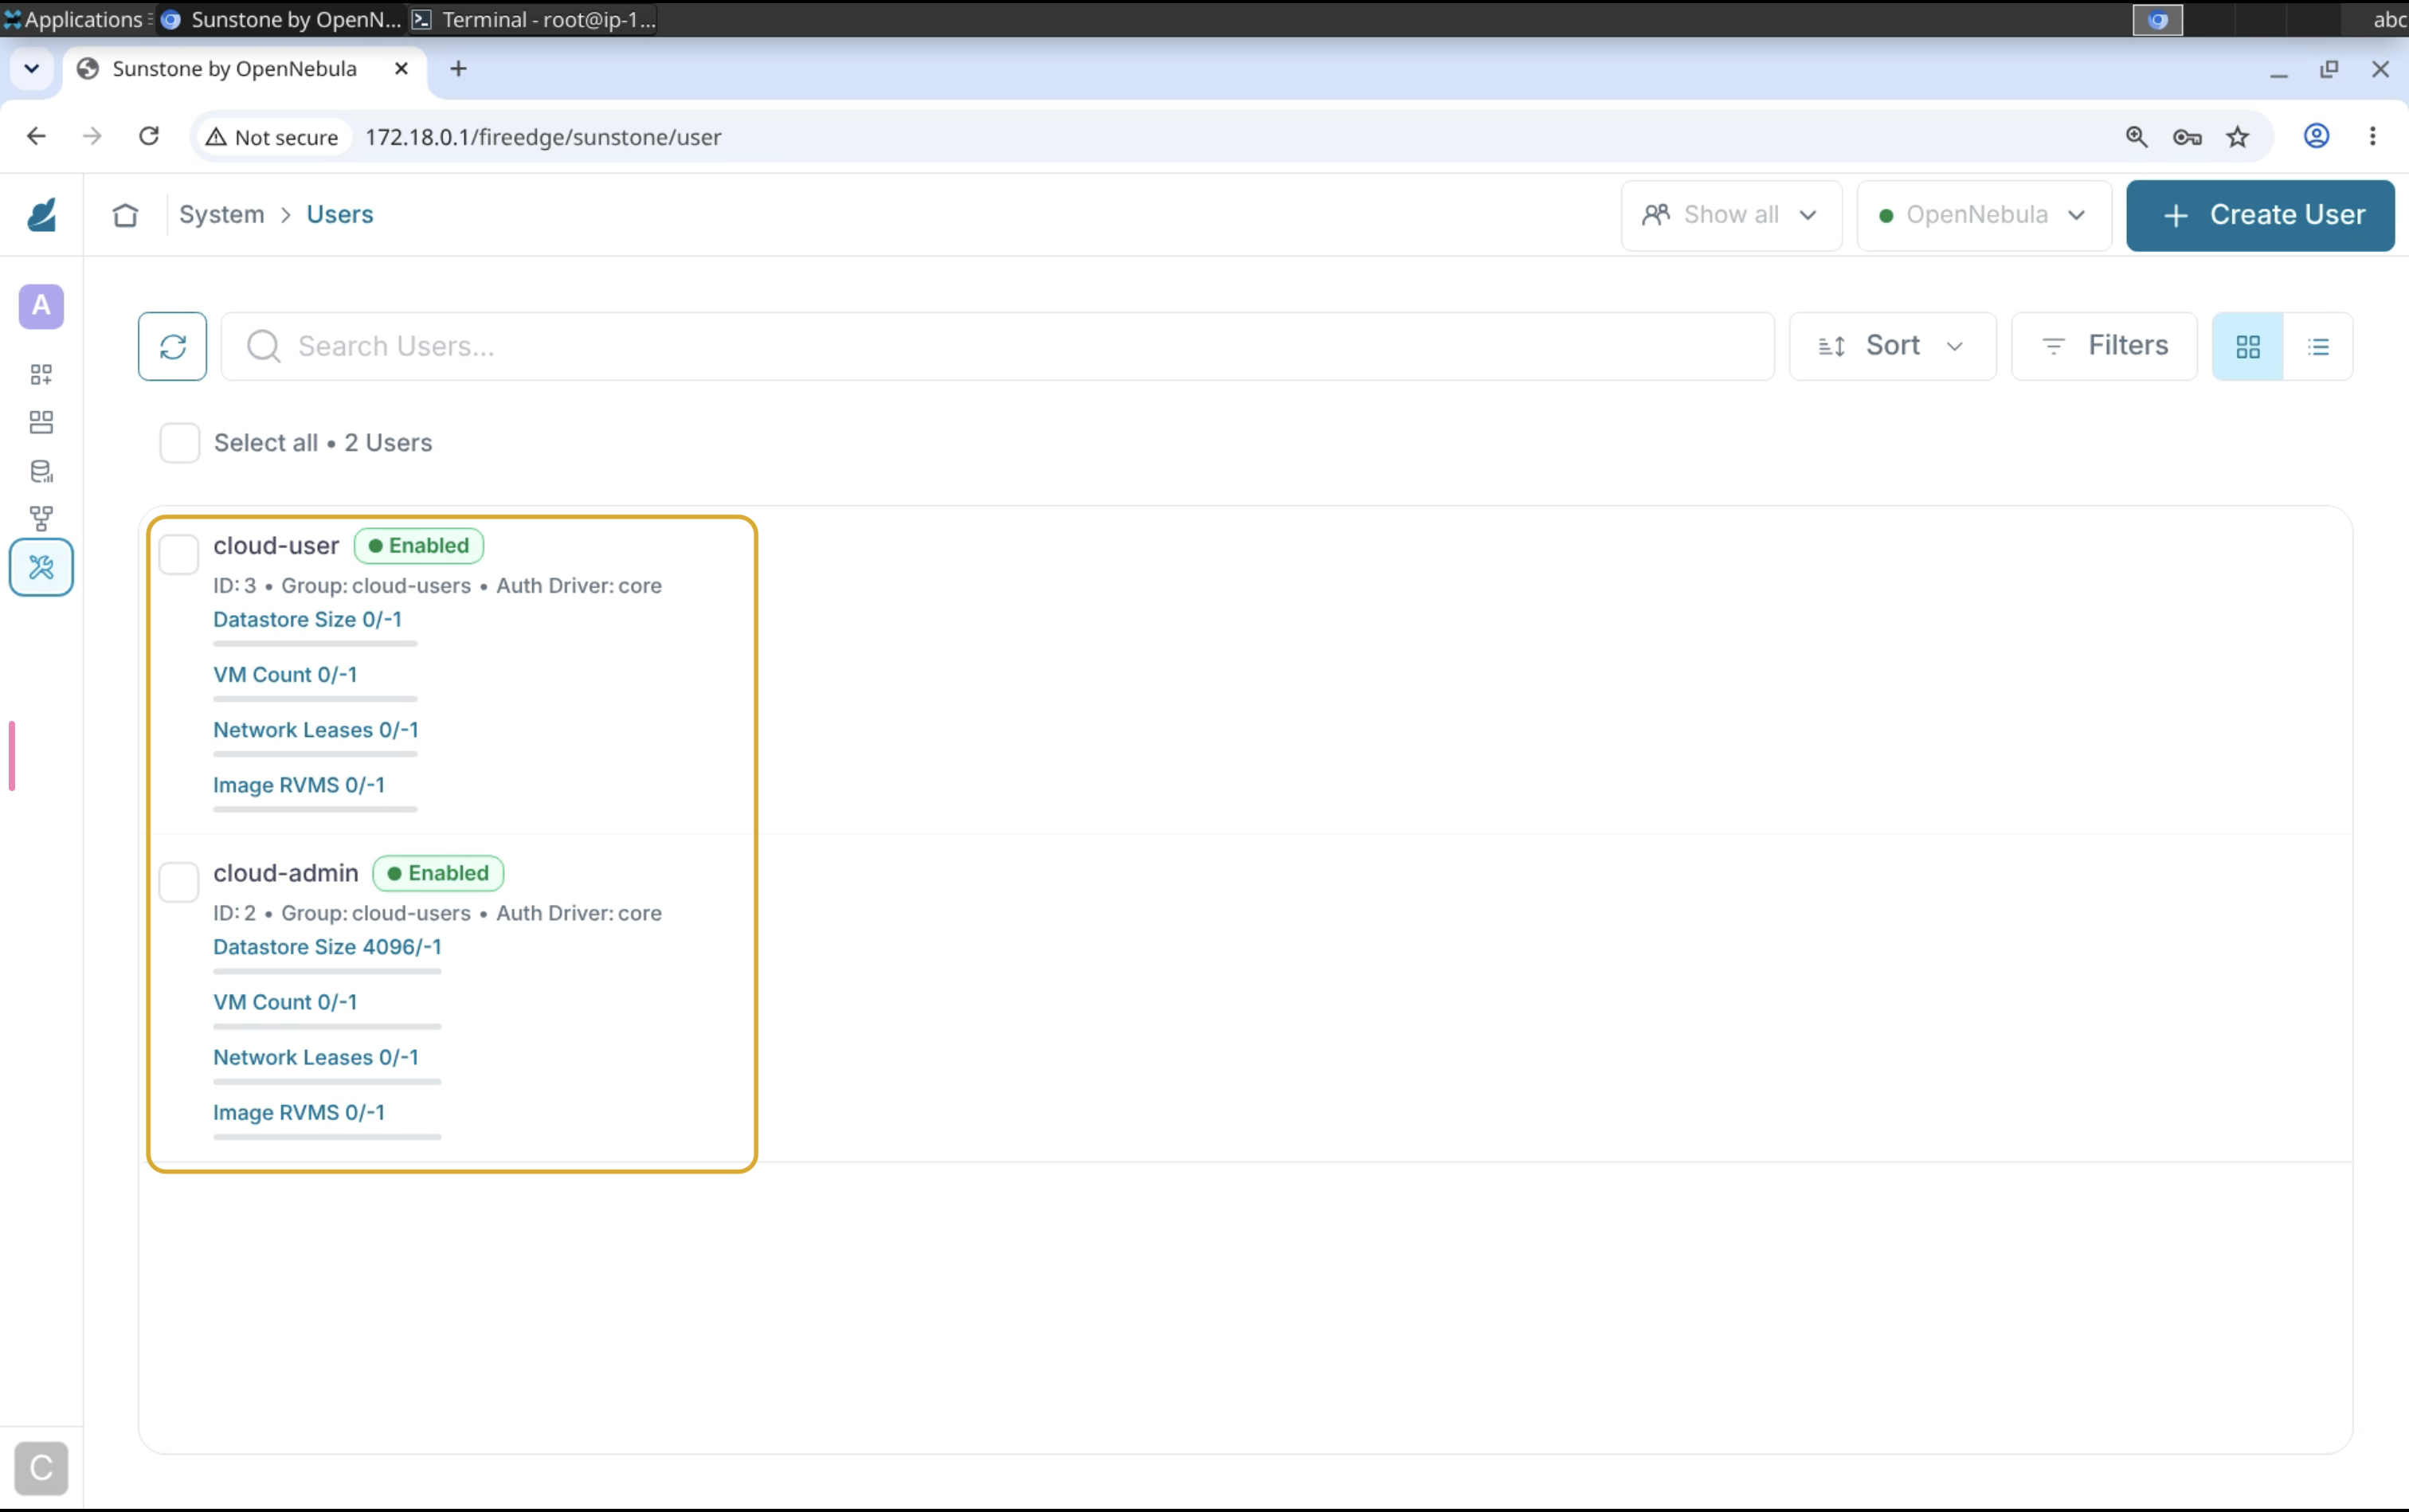 Applications Sunstone by OpenN... Terminal - root@ip-1... abc
Sunstone by OpenNebula
Not secure 172.18.0.1/fireedge/sunstone/user
System > Users Show all OpenNebula + Create User
A
Search Users... Sort Filters
Select all • 2 Users
cloud-user Enabled
ID: 3 • Group: cloud-users • Auth Driver: core
Datastore Size 0/-1
VM Count 0/-1
Network Leases 0/-1
Image RVMS 0/-1
cloud-admin Enabled
ID: 2 • Group: cloud-users • Auth Driver: core
Datastore Size 4096/-1
VM Count 0/-1
Network Leases 0/-1
Image RVMS 0/-1
C